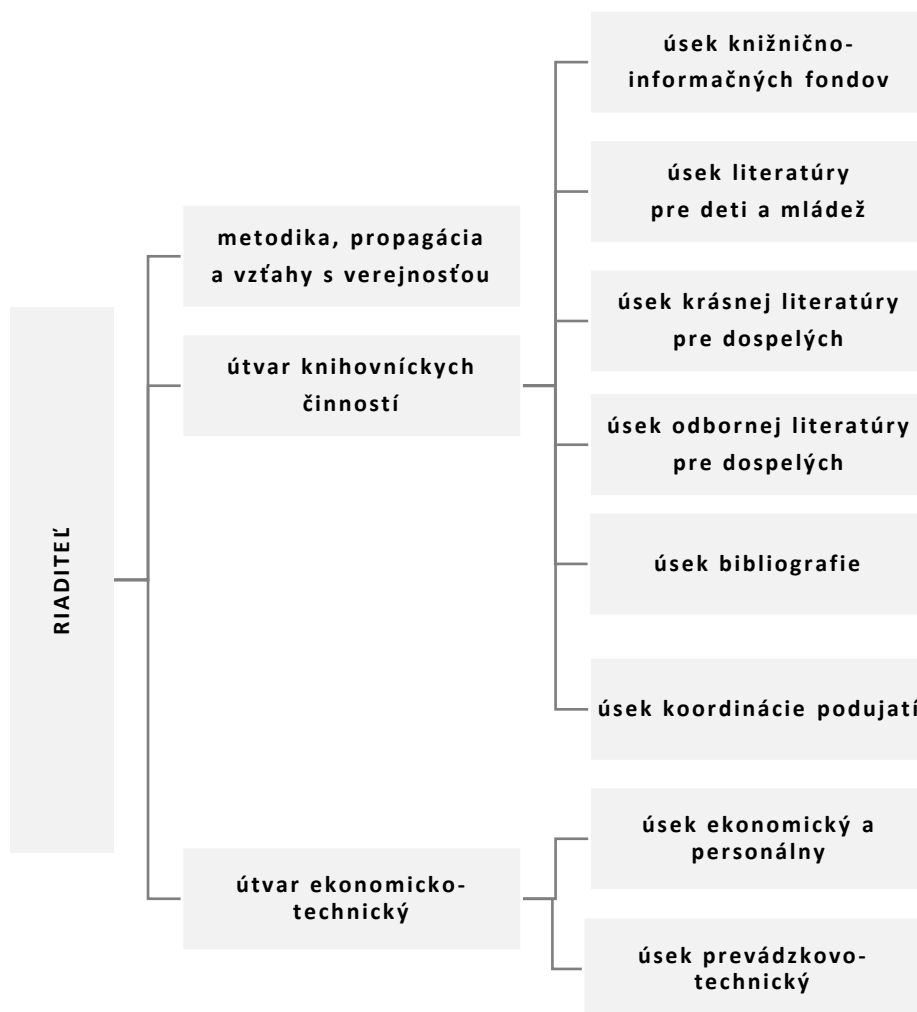 RIADITEĽ
metodika, propagácia
a vzťahy s verejnosťou
útvar knihovníckych
činností
úsek knižnično-
informačných fondov
úsek literatúry
pre deti a mládež
úsek krásnej literatúry
pre dospelých
úsek odbornej literatúry
pre dospelých
úsek bibliografie
úsek koordinácie podujatí
útvar ekonomicko-
technický
úsek ekonomický a
personálny
úsek prevádzkovo-
technický